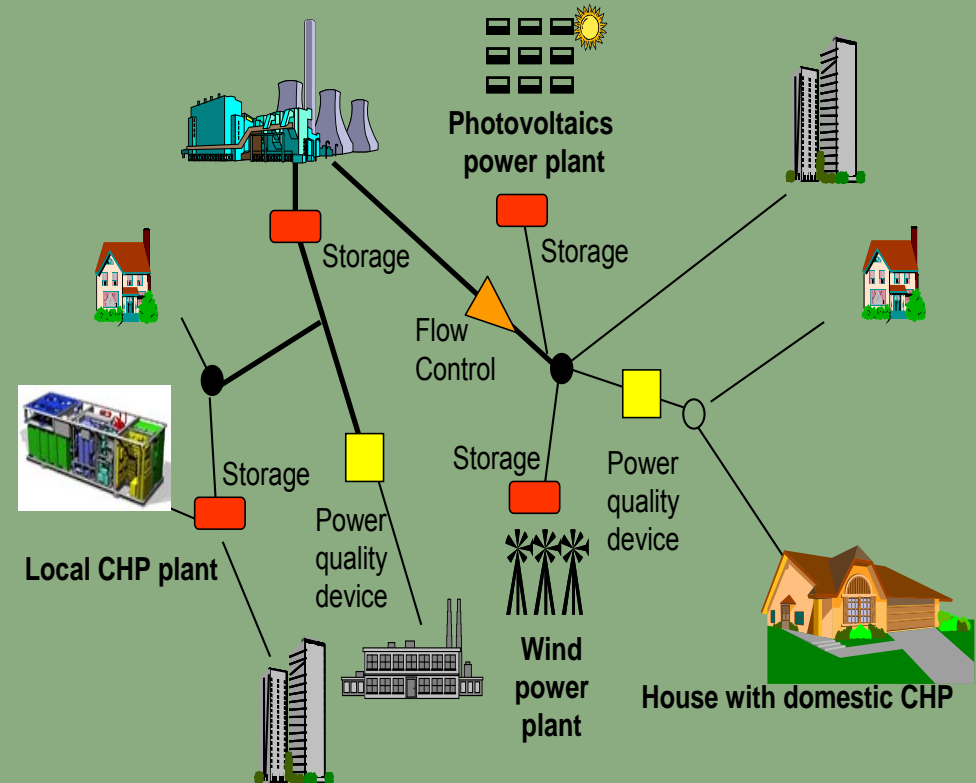 Photovoltaics
power plant
Storage
Storage
Flow
Control
Storage
Storage
Power
quality
device
Power
quality
device
Local CHP plant
Wind
power
plant
House with domestic CHP